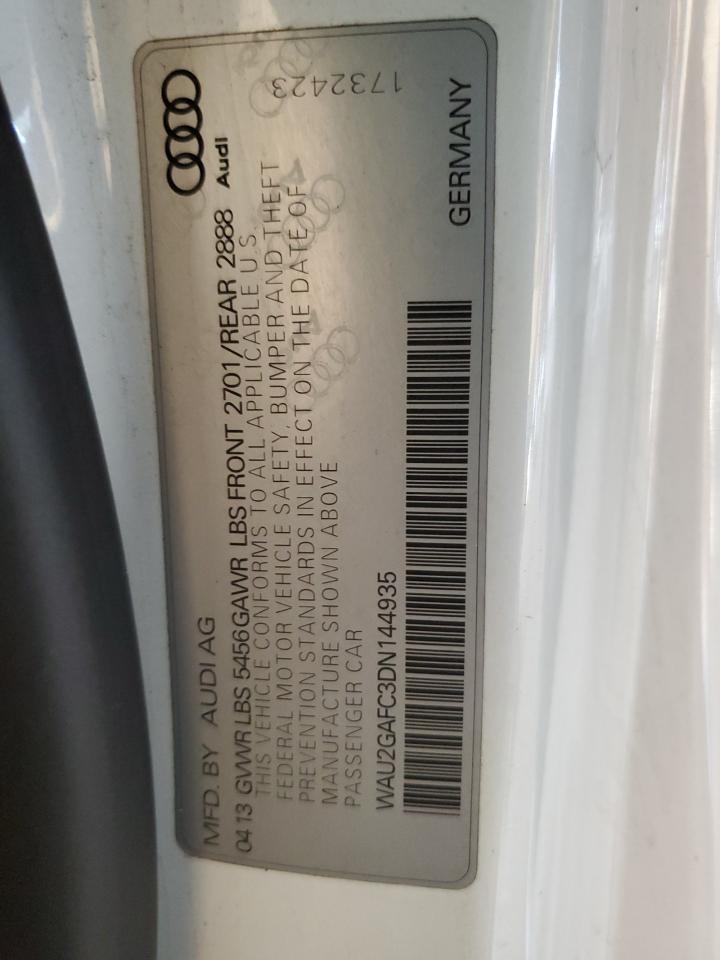 MFD. BY AUDI AG
04 13 GVWR LBS 5456 GAWR LBS FRONT 2701/REAR 2888
THIS VEHICLE CONFORMS TO ALL APPLICABLE U.S.
FEDERAL MOTOR VEHICLE SAFETY, BUMPER AND THEFT
PREVENTION STANDARDS IN EFFECT ON THE DATE OF
MANUFACTURE SHOWN ABOVE
PASSENGER CAR
WAU2GAFC3DN144935
Audi
1732423
GERMANY